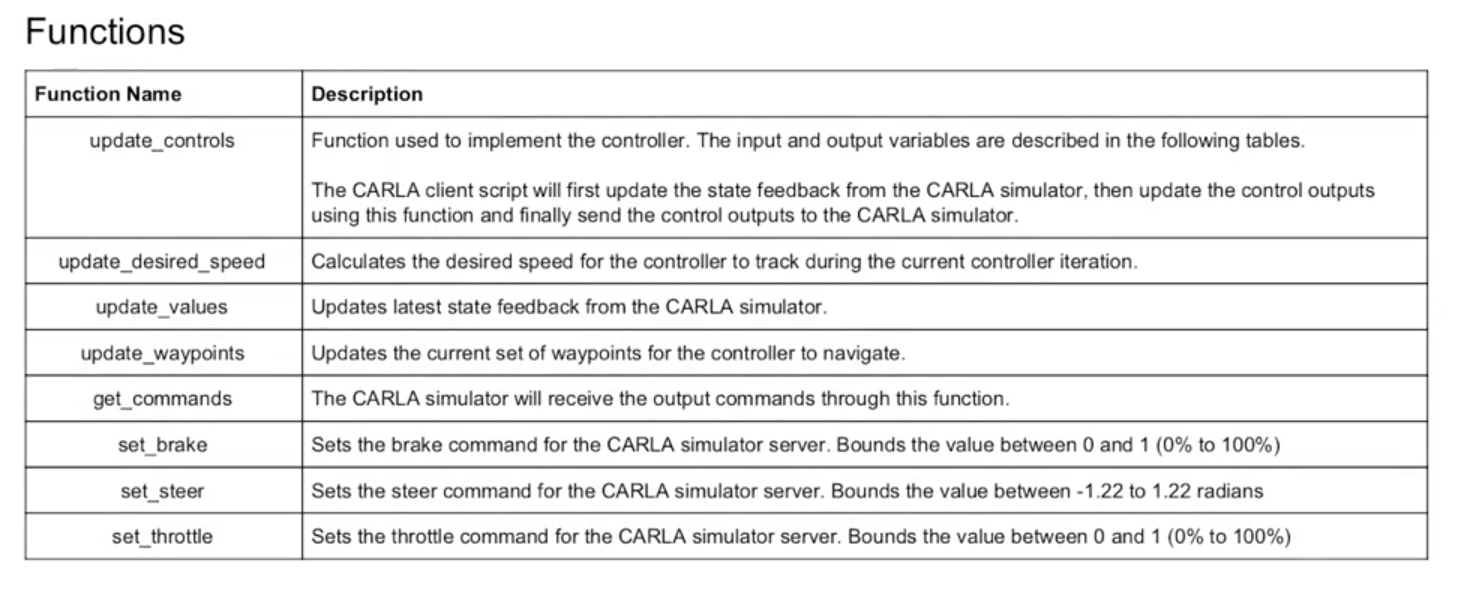 Functions
Function Name Description
update_controls Function used to implement the controller. The input and output variables are described in the following tables.
The CARLA client script will first update the state feedback from the CARLA simulator, then update the control outputs
using this function and finally send the control outputs to the CARLA simulator.
update_desired_speed Calculates the desired speed for the controller to track during the current controller iteration.
update_values Updates latest state feedback from the CARLA simulator.
update_waypoints Updates the current set of waypoints for the controller to navigate.
get_commands The CARLA simulator will receive the output commands through this function.
set_brake Sets the brake command for the CARLA simulator server. Bounds the value between 0 and 1 (0% to 100%)
set_steer Sets the steer command for the CARLA simulator server. Bounds the value between -1.22 to 1.22 radians
set_throttle Sets the throttle command for the CARLA simulator server. Bounds the value between 0 and 1 (0% to 100%)